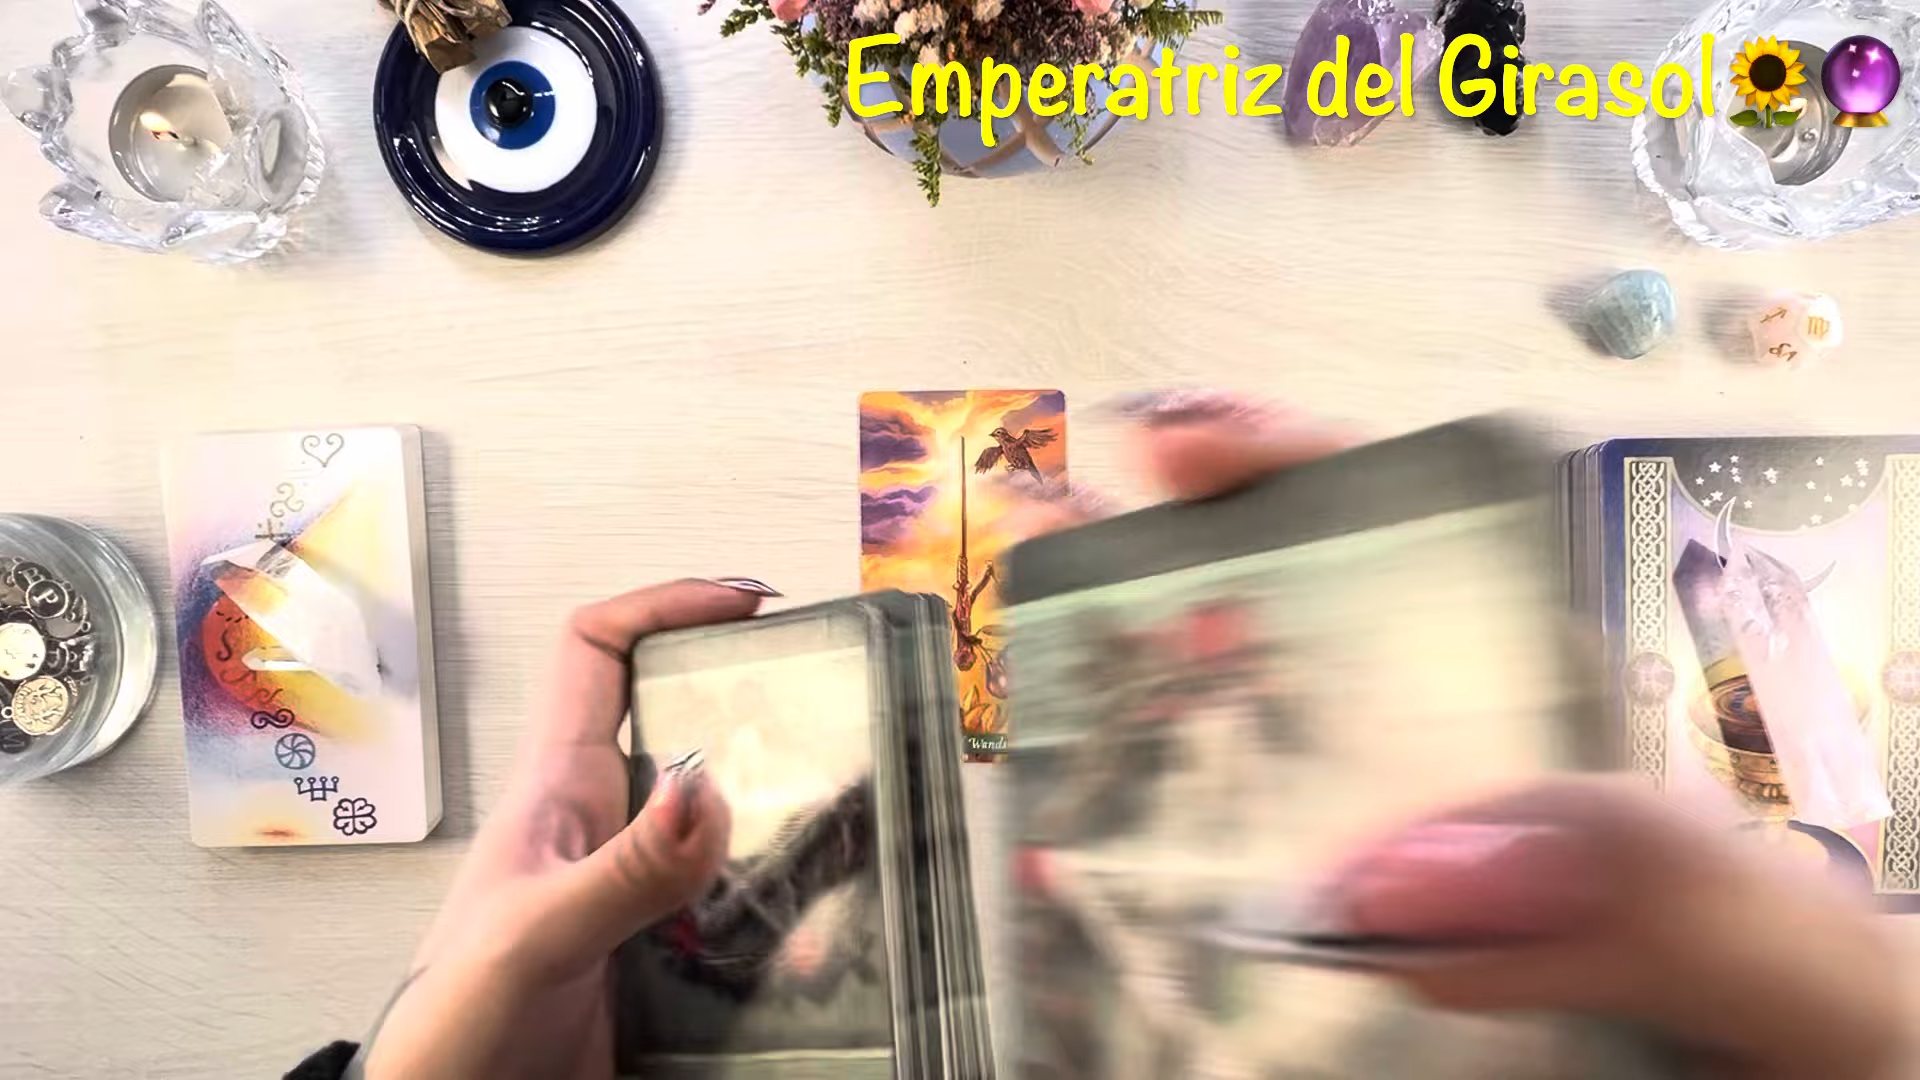 Emperatriz del Girasol🌻🔮
P
Wands